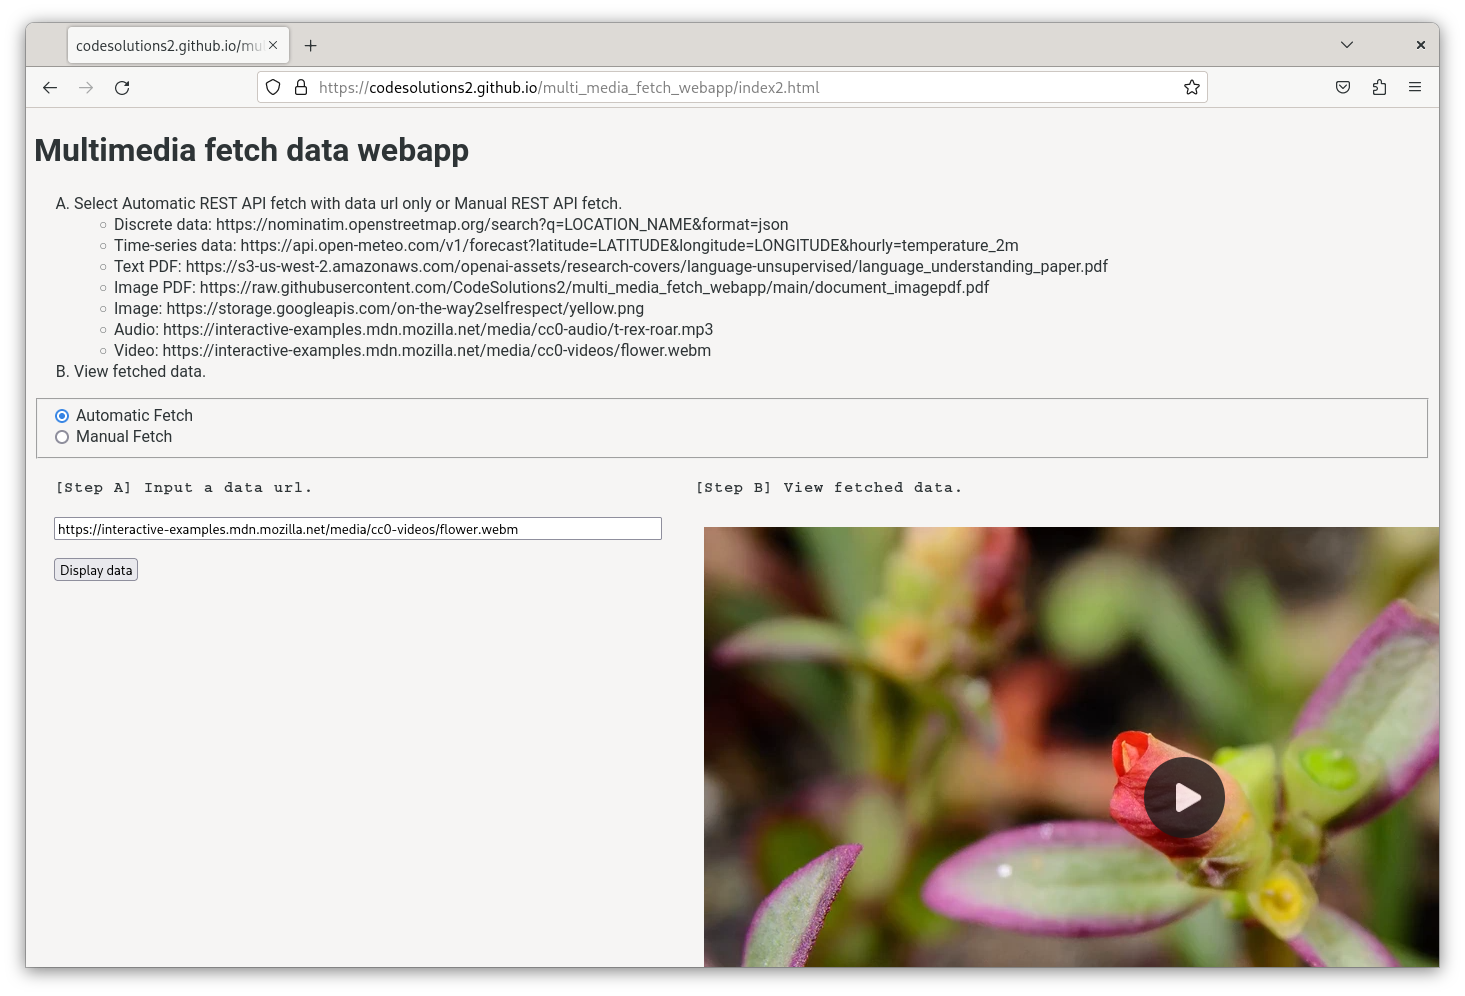 codesolutions2.github.io/mu
https://codesolutions2.github.io/multi_media_fetch_webapp/index2.html
Multimedia fetch data webapp
A. Select Automatic REST API fetch with data url only or Manual REST API fetch.
Discrete data: https://nominatim.openstreetmap.org/search?q=LOCATION_NAME&format=json
Time-series data: https://api.open-meteo.com/v1/forecast?latitude=LATITUDE&longitude=LONGITUDE&hourly=temperature_2m
Text PDF: https://s3-us-west-2.amazonaws.com/openai-assets/research-covers/language-unsupervised/language_understanding_paper.pdf
Image PDF: https://raw.githubusercontent.com/CodeSolutions2/multi_media_fetch_webapp/main/document_imagepdf.pdf
Image: https://storage.googleapis.com/on-the-way2selfrespect/yellow.png
Audio: https://interactive-examples.mdn.mozilla.net/media/cc0-audio/t-rex-roar.mp3
Video: https://interactive-examples.mdn.mozilla.net/media/cc0-videos/flower.webm
B. View fetched data.
Automatic Fetch
Manual Fetch
[Step A] Input a data url.
https://interactive-examples.mdn.mozilla.net/media/cc0-videos/flower.webm
Display data
[Step B] View fetched data.